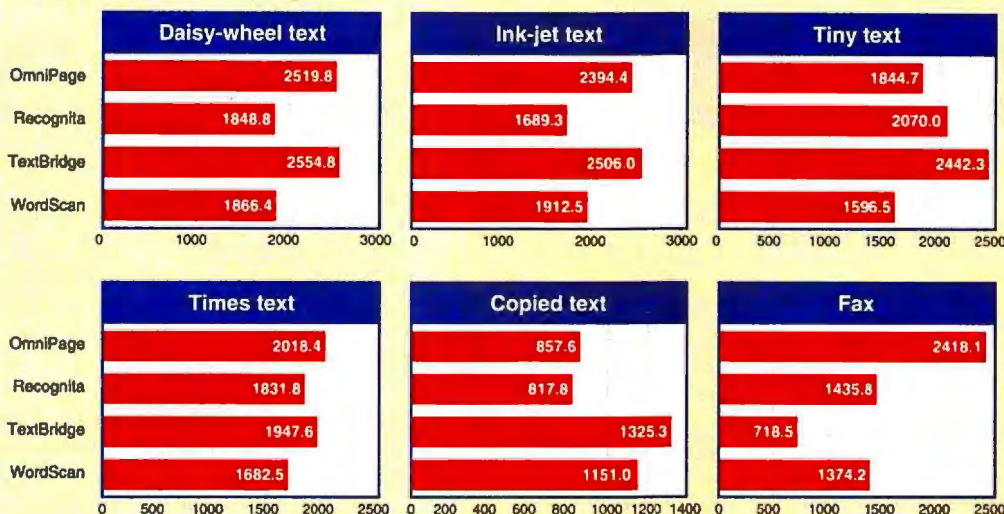 Daisy-wheel text
Ink-jet text
Tiny text
OmniPage 2519.8 2394.4 1844.7
Recognita 1848.8 1689.3 2070.0
TextBridge 2554.8 2506.0 2442.3
WordScan 1866.4 1912.5 1596.5
0 1000 2000 3000 0 1000 2000 3000 0 500 1000 1500 2000 2500
Times text
Copied text
Fax
OmniPage 2018.4 857.6 2418.1
Recognita 1831.8 817.8 1435.8
TextBridge 1947.6 1325.3 718.5
WordScan 1682.5 1151.0 1374.2
0 500 1000 1500 2000 2500 0 200 400 600 800 1000 1200 1400 0 500 1000 1500 2000 2500